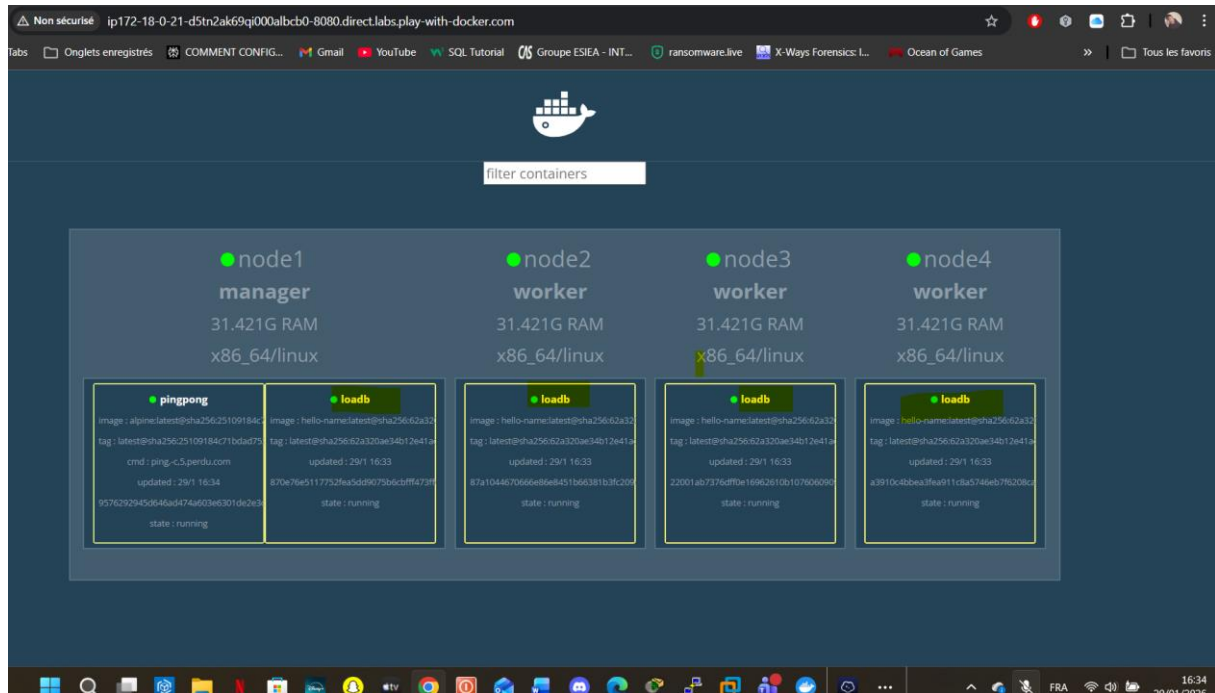 Non sécurisé ip172-18-0-21-d5tn2ak69qi000albcb0-8080.direct.labs.play-with-docker.com
Tabs Onglets enregistrés COMMENT CONFIG... Gmail YouTube SQL Tutorial Groupe ESIEA - INT... ransomware.live X-Ways Forensics: I... Ocean of Games » Tous les favoris
filter containers
node1 node2 node3 node4
manager worker worker worker
31.421G RAM 31.421G RAM 31.421G RAM 31.421G RAM
x86_64/linux x86_64/linux x86_64/linux x86_64/linux
pingpong loadb loadb loadb loadb
image : alpine:latest@sha256:25109184c7 image : hello-name:latest@sha256:62a32 image : hello-name:latest@sha256:62a32 image : hello-name:latest@sha256:62a32 image : hello-name:latest@sha256:62a32
tag : latest@sha256:25109184c71bdad75 tag : latest@sha256:62a320ae34b12e41a tag : latest@sha256:62a320ae34b12e41a tag : latest@sha256:62a320ae34b12e41a tag : latest@sha256:62a320ae34b12e41a
cmd : ping,-c,5,perdu.com updated : 29/1 16:33 updated : 29/1 16:33 updated : 29/1 16:33 updated : 29/1 16:33
updated : 29/1 16:34
state : running state : running state : running state : running
state : running
16:34
FRA
29/01/2026